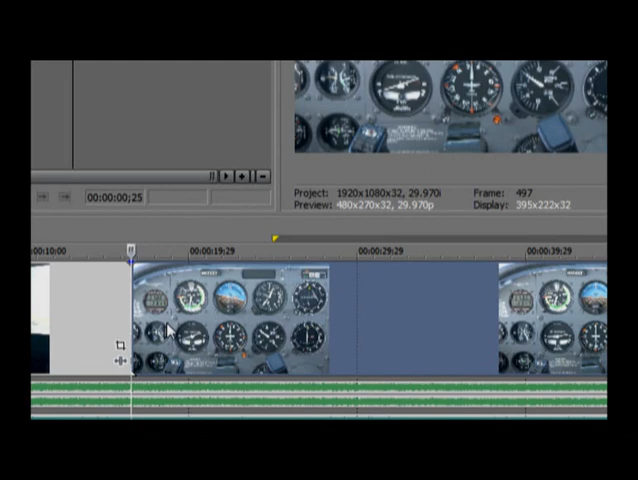 00:00:00;25
Project: 1920x1080x32, 29.970i
Frame: 497
Preview: 480x270x32, 29.970p
Display: 395x222x32
00:10:00
00:00:19;29
00:00:29;29
00:00:39;29